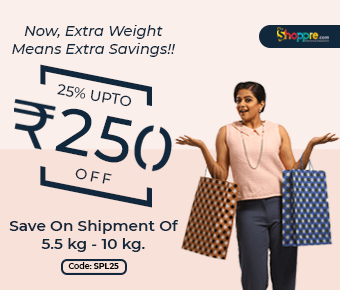 Now, Extra Weight
Means Extra Savings!!
Shoppre.com
25% UPTO
₹250
OFF
Save On Shipment Of
5.5 kg - 10 kg.
Code: SPL25